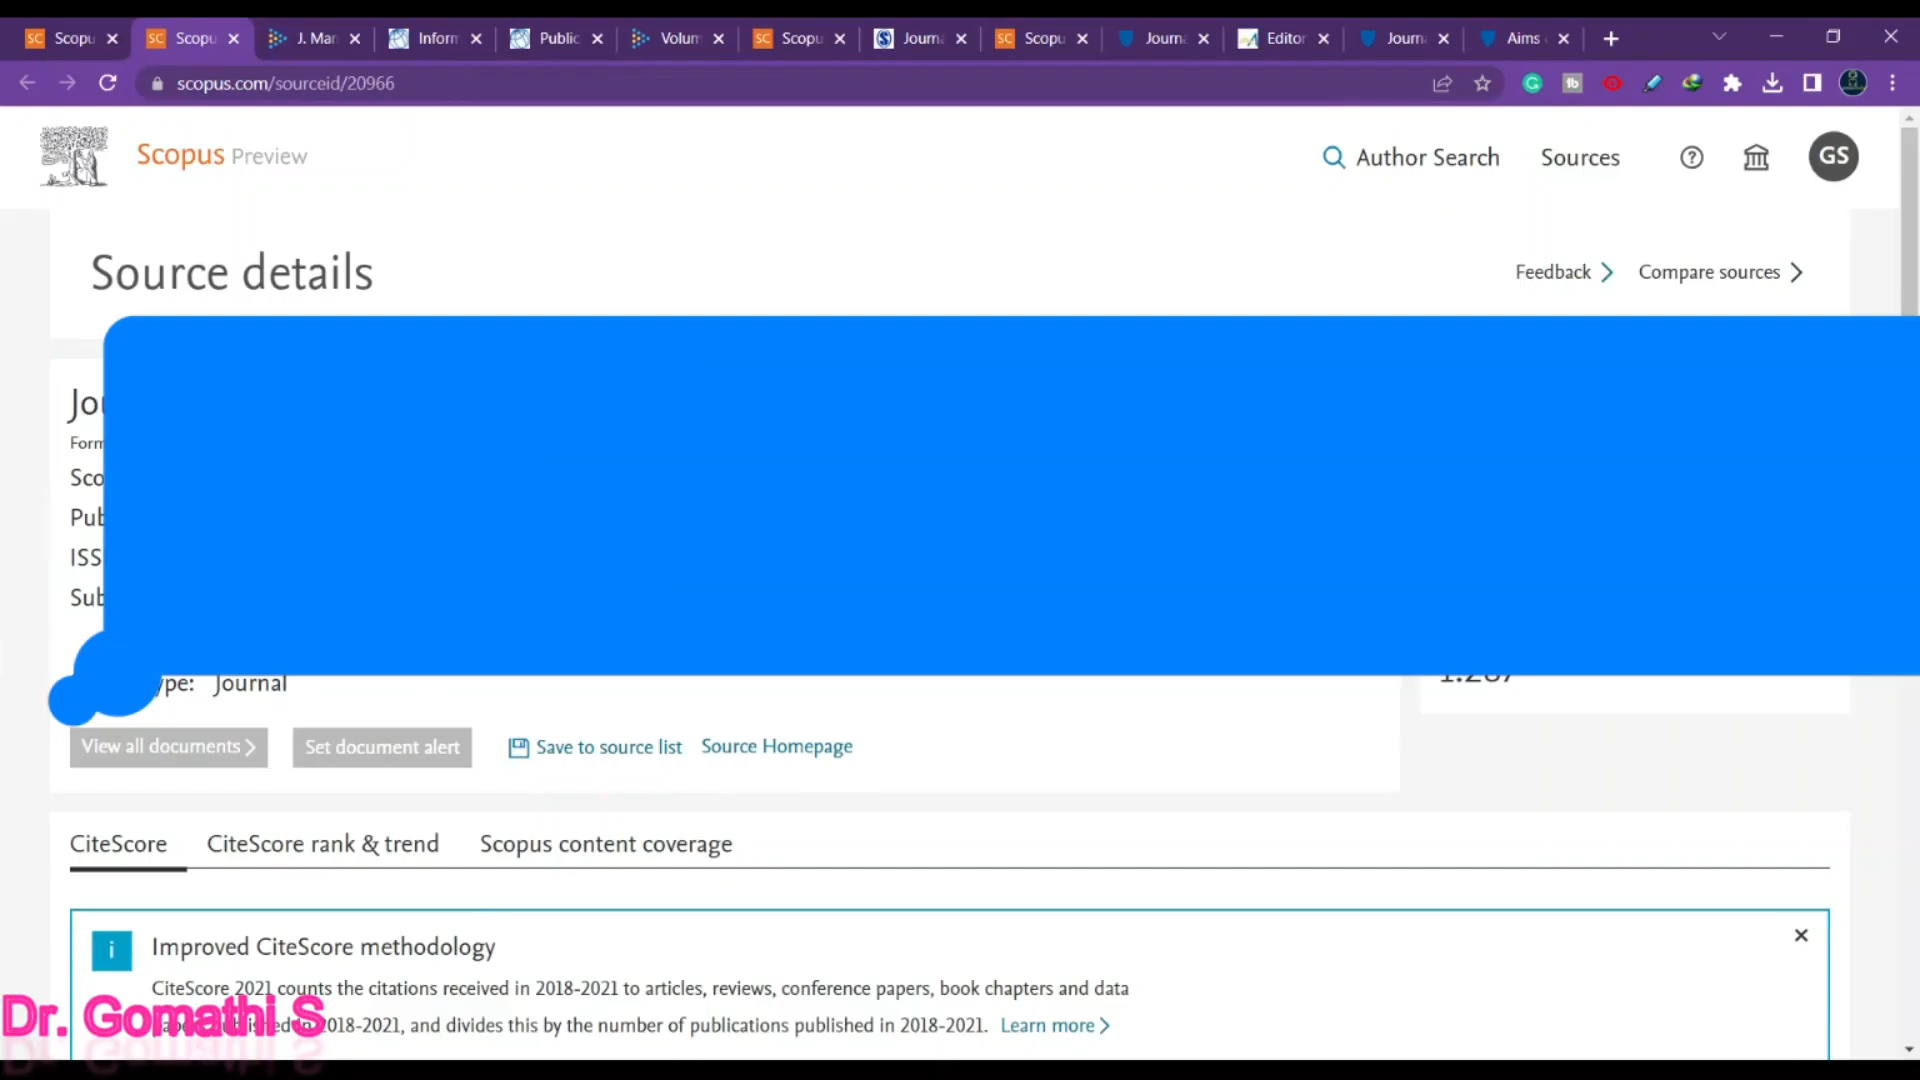 Scopu
Scopu
J. Mar
Inform
Public
Volum
Scopu
Journa
Scopu
Journa
Editor
Journ
Aims
scopus.com/sourceid/20966
Scopus Preview
Author Search
Sources
GS
Source details
Feedback
Compare sources
Jo
Form
Sco
Pub
ISS
Sub
ype: Journal
View all documents
Set document alert
Save to source list
Source Homepage
CiteScore
CiteScore rank & trend
Scopus content coverage
i
Improved CiteScore methodology
CiteScore 2021 counts the citations received in 2018-2021 to articles, reviews, conference papers, book chapters and data
2018-2021, and divides this by the number of publications published in 2018-2021. Learn more
Dr. Gomathi S